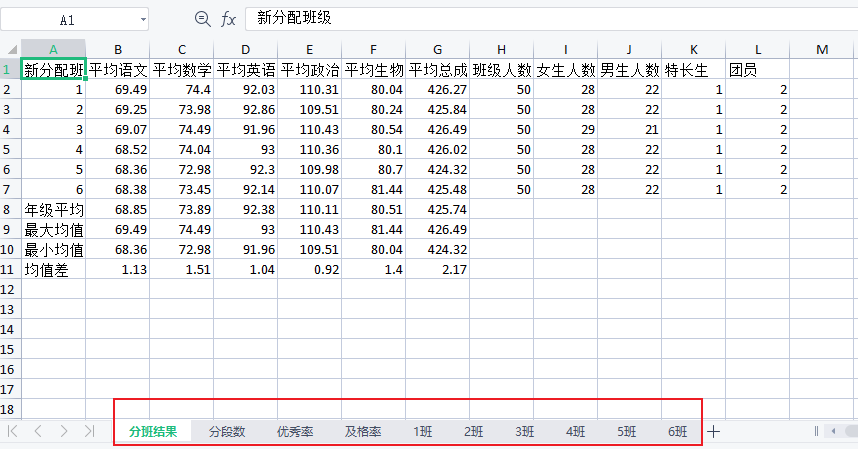 A1 fx 新分配班级
A B C D E F G H I J K L M
1 新分配班 平均语文 平均数学 平均英语 平均政治 平均生物 平均总成 班级人数 女生人数 男生人数 特长生 团员
2 1 69.49 74.4 92.03 110.31 80.04 426.27 50 28 22 1 2
3 2 69.25 73.98 92.86 109.51 80.24 425.84 50 28 22 1 2
4 3 69.07 74.49 91.96 110.43 80.54 426.49 50 29 21 1 2
5 4 68.52 74.04 93 110.36 80.1 426.02 50 28 22 1 2
6 5 68.36 72.98 92.3 109.98 80.7 424.32 50 28 22 1 2
7 6 68.38 73.45 92.14 110.07 81.44 425.48 50 28 22 1 2
8 年级平均 68.85 73.89 92.38 110.11 80.51 425.74
9 最大均值 69.49 74.49 93 110.43 81.44 426.49
10 最小均值 68.36 72.98 91.96 109.51 80.04 424.32
11 均值差 1.13 1.51 1.04 0.92 1.4 2.17
12
13
14
15
16
17
18
分班结果 分段数 优秀率 及格率 1班 2班 3班 4班 5班 6班